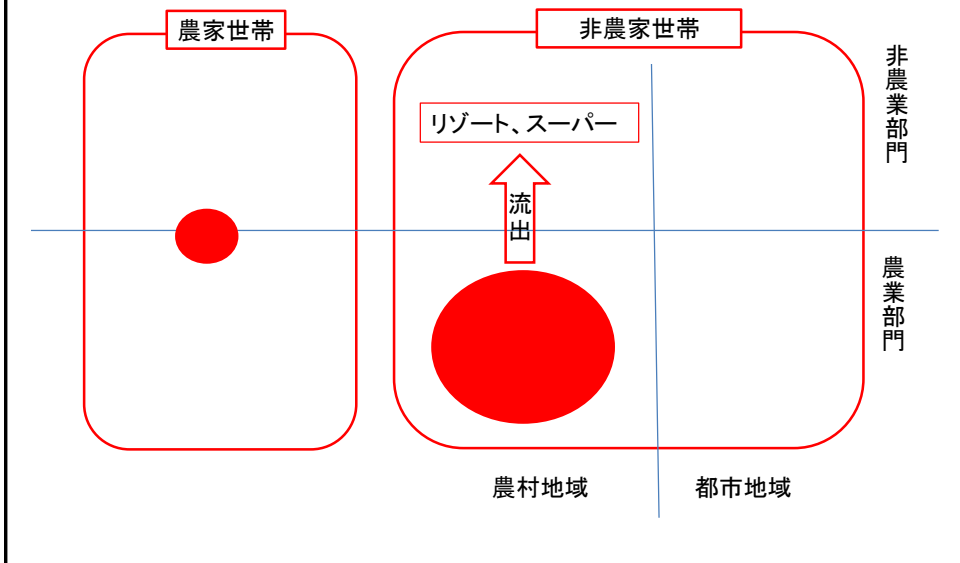 農家世帯
非農家世帯
リゾート、スーパー
流出
非農業部門
農業部門
農村地域
都市地域